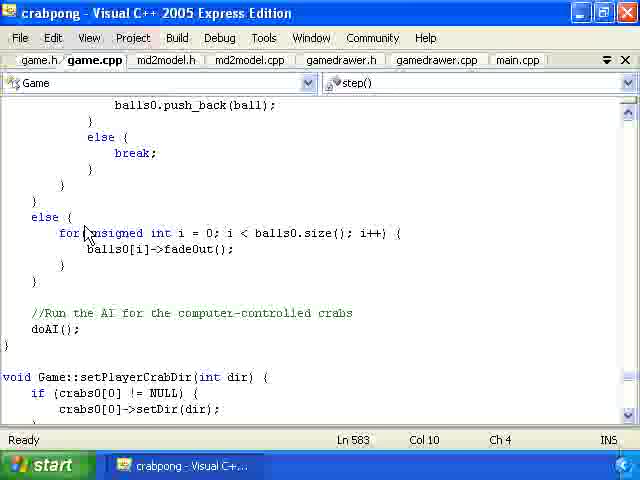 crabpong - Visual C++ 2005 Express Edition
File Edit View Project Build Debug Tools Window Community Help
game.h game.cpp md2model.h md2model.cpp gamedrawer.h gamedrawer.cpp main.cpp
Game step()
balls0.push_back(ball);
}
else {
break;
}
}
}
else {
for unsigned int i = 0; i < balls0.size(); i++) {
balls0[i]->fadeOut();
}
}
//Run the AI for the computer-controlled crabs
doAI();
}
void Game::setPlayerCrabDir(int dir) {
if (crabs0[0] != NULL) {
crabs0[0]->setDir(dir);
}
Ready Ln 583 Col 10 Ch 4 INS
start crabpong - Visual C+...